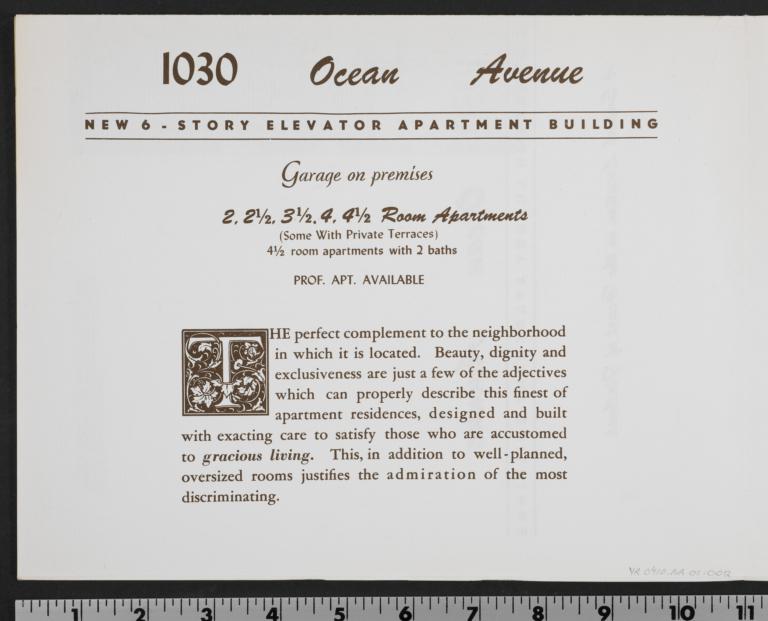 1030 Ocean Avenue
NEW 6 - STORY ELEVATOR APARTMENT BUILDING
Garage on premises
2, 2½, 3½, 4, 4½ Room Apartments
(Some With Private Terraces)
4½ room apartments with 2 baths
PROF. APT. AVAILABLE
THE perfect complement to the neighborhood
in which it is located. Beauty, dignity and
exclusiveness are just a few of the adjectives
which can properly describe this finest of
apartment residences, designed and built
with exacting care to satisfy those who are accustomed
to gracious living. This, in addition to well-planned,
oversized rooms justifies the admiration of the most
discriminating.
1 2 3 4 5 6 7 8 9 10 11